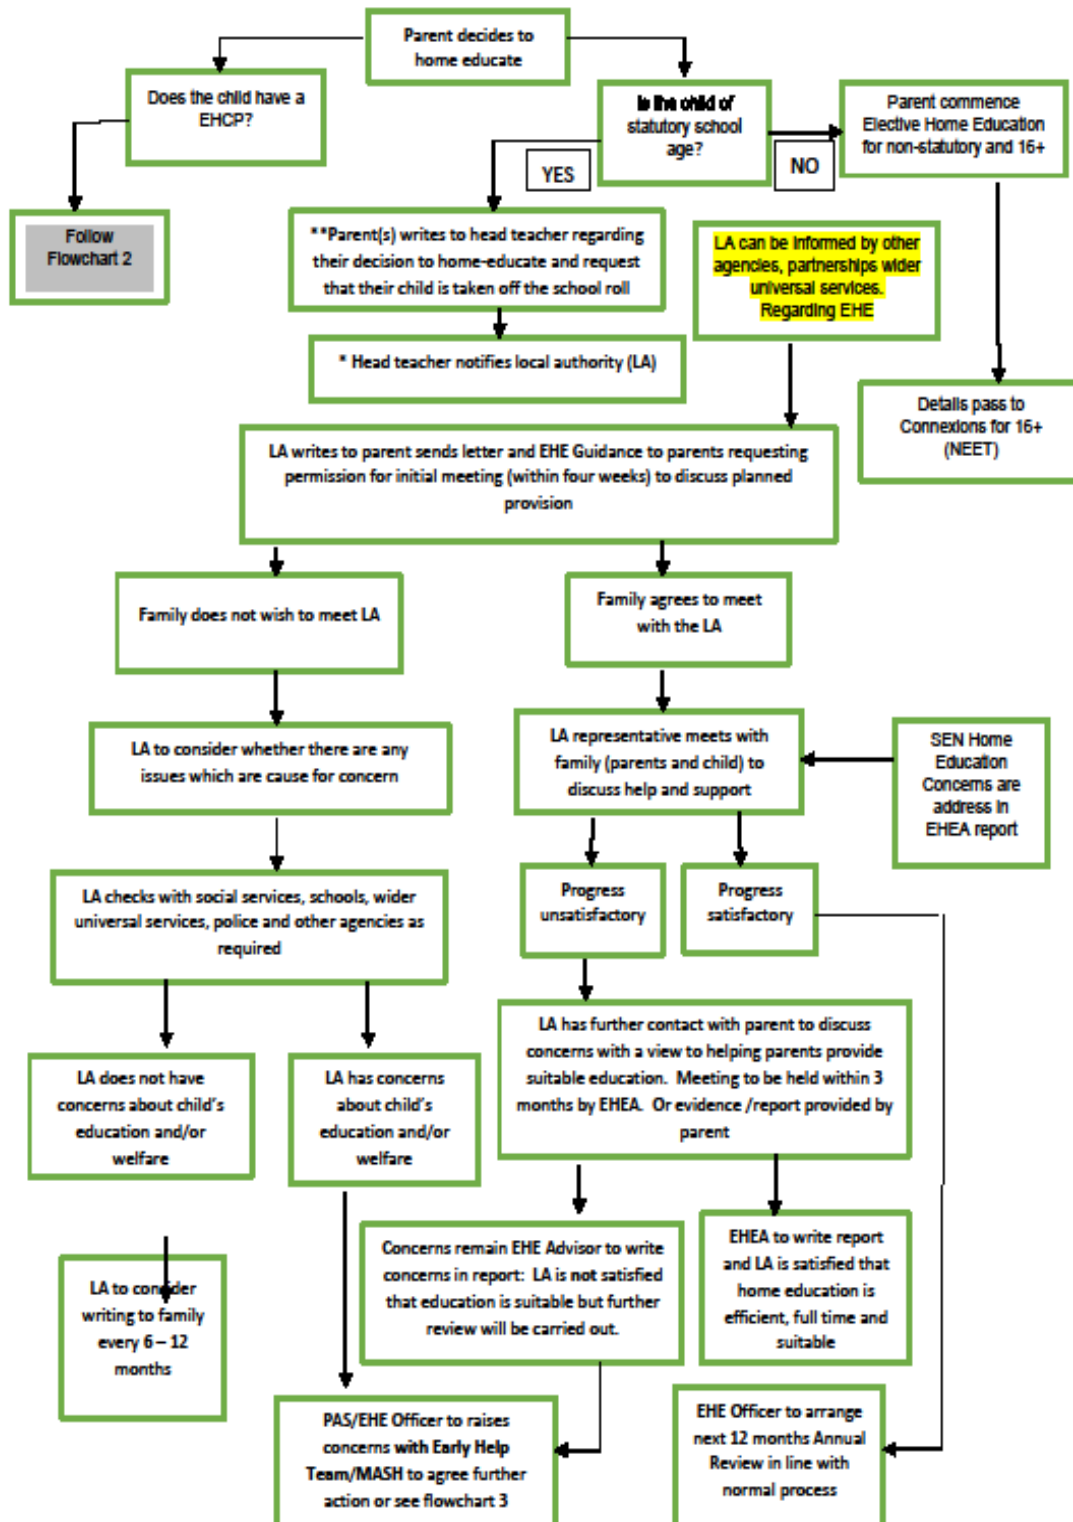 Parent decides to
home educate
Does the child have a
EHCP?
Is the child of
statutory school
age?
Parent commence
Elective Home Education
for non-statutory and 16+
YES
NO
Follow
Flowchart 2
**Parent(s) writes to head teacher regarding
their decision to home-educate and request
that their child is taken off the school roll
LA can be informed by other
agencies, partnerships wider
universal services.
Regarding EHE
* Head teacher notifies local authority (LA)
Details pass to
Connexions for 16+
(NEET)
LA writes to parent sends letter and EHE Guidance to parents requesting
permission for initial meeting (within four weeks) to discuss planned
provision
Family does not wish to meet LA
Family agrees to meet
with the LA
LA to consider whether there are any
issues which are cause for concern
LA representative meets with
family (parents and child) to
discuss help and support
SEN Home
Education
Concerns are
address in
EHEA report
LA checks with social services, schools, wider
universal services, police and other agencies as
required
Progress
unsatisfactory
Progress
satisfactory
LA has further contact with parent to discuss
concerns with a view to helping parents provide
suitable education. Meeting to be held within 3
months by EHEA. Or evidence /report provided by
parent
LA does not have
concerns about child's
education and/or
welfare
LA has concerns
about child's
education and/or
welfare
Concerns remain EHE Advisor to write
concerns in report: LA is not satisfied
that education is suitable but further
review will be carried out.
EHEA to write report
and LA is satisfied that
home education is
efficient, full time and
suitable
LA to consider
writing to family
every 6 – 12
months
PAS/EHE Officer to raises
concerns with Early Help
Team/MASH to agree further
action or see flowchart 3
EHE Officer to arrange
next 12 months Annual
Review in line with
normal process